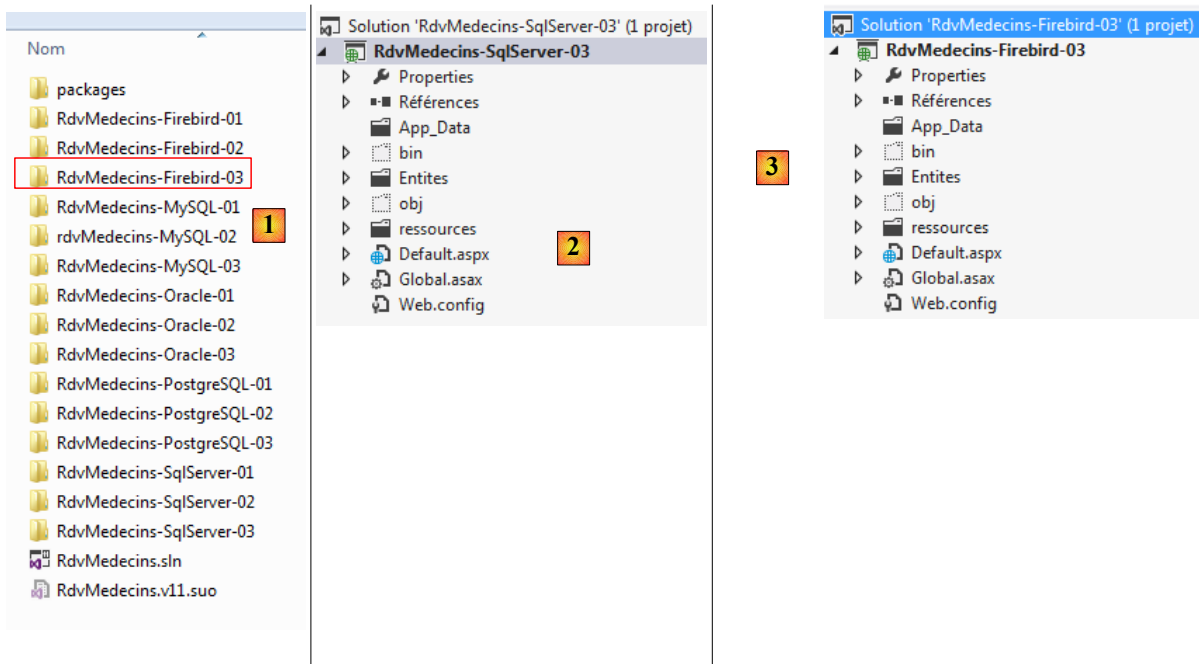 Nom
packages
RdvMedecins-Firebird-01
RdvMedecins-Firebird-02
RdvMedecins-Firebird-03
RdvMedecins-MySQL-01
rdvMedecins-MySQL-02
RdvMedecins-MySQL-03
RdvMedecins-Oracle-01
RdvMedecins-Oracle-02
RdvMedecins-Oracle-03
RdvMedecins-PostgreSQL-01
RdvMedecins-PostgreSQL-02
RdvMedecins-PostgreSQL-03
RdvMedecins-SqlServer-01
RdvMedecins-SqlServer-02
RdvMedecins-SqlServer-03
RdvMedecins.sln
RdvMedecins.v11.suo
1
Solution 'RdvMedecins-SqlServer-03' (1 projet)
RdvMedecins-SqlServer-03
Properties
Références
App_Data
bin
Entites
obj
ressources
Default.aspx
Global.asax
Web.config
2
3
Solution 'RdvMedecins-Firebird-03' (1 projet)
RdvMedecins-Firebird-03
Properties
Références
App_Data
bin
Entites
obj
ressources
Default.aspx
Global.asax
Web.config